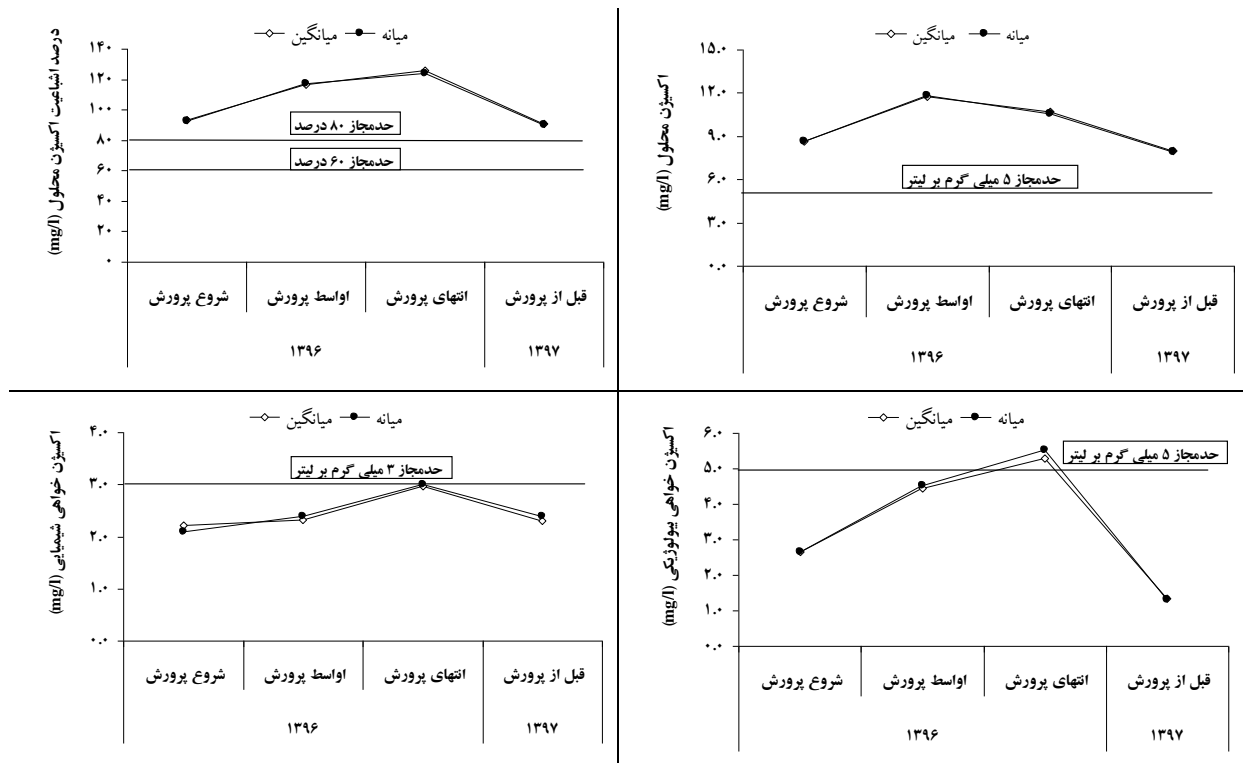 میانگین میانه
درصد اشباعیت اکسیژن محلول (mg/l)
۱۴۰
۱۲۰
۱۰۰
۸۰
۶۰
۴۰
۲۰
۰
حدمجاز ۸۰ درصد
حدمجاز ۶۰ درصد
شروع پرورش اواسط پرورش انتهای پرورش قبل از پرورش
۱۳۹۶ ۱۳۹۷
میانگین میانه
اکسیژن محلول (mg/l)
۱۵.۰
۱۲.۰
۹.۰
۶.۰
۳.۰
۰.۰
حدمجاز ۵ میلی گرم بر لیتر
شروع پرورش اواسط پرورش انتهای پرورش قبل از پرورش
۱۳۹۶ ۱۳۹۷
میانگین میانه
اکسیژن خواهی شیمیایی (mg/l)
۴.۰
۳.۰
۲.۰
۱.۰
۰.۰
حدمجاز ۳ میلی گرم بر لیتر
شروع پرورش اواسط پرورش انتهای پرورش قبل از پرورش
۱۳۹۶ ۱۳۹۷
میانگین میانه
اکسیژن خواهی بیولوژیکی (mg/l)
۶.۰
۵.۰
۴.۰
۳.۰
۲.۰
۱.۰
۰.۰
حدمجاز ۵ میلی گرم بر لیتر
شروع پرورش اواسط پرورش انتهای پرورش قبل از پرورش
۱۳۹۶ ۱۳۹۷